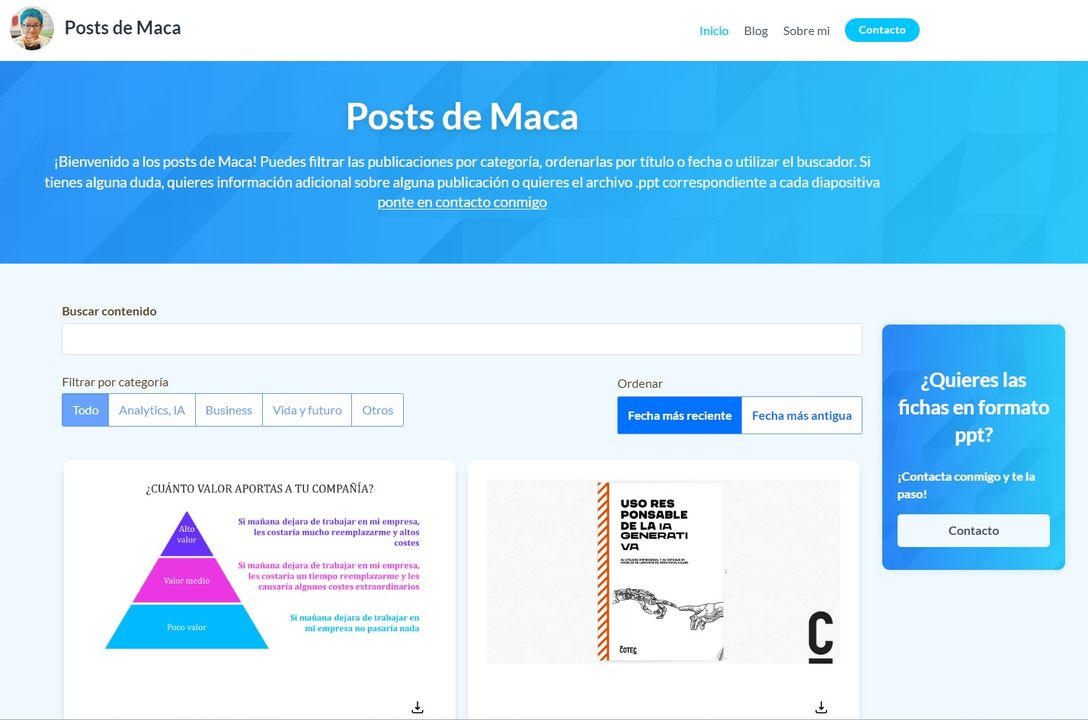 Posts de Maca
Inicio
Blog
Sobre mi
Contacto
Posts de Maca
¡Bienvenido a los posts de Maca! Puedes filtrar las publicaciones por categoría, ordenarlas por título o fecha o utilizar el buscador. Si
tienes alguna duda, quieres información adicional sobre alguna publicación o quieres el archivo .ppt correspondiente a cada diapositiva
ponte en contacto conmigo
Buscar contenido
Filtrar por categoría
Todo
Analytics, IA
Business
Vida y futuro
Otros
Ordenar
Fecha más reciente
Fecha más antigua
¿CUÁNTO VALOR APORTAS A TU COMPAÑÍA?
Alto
valor
Si mañana dejara de trabajar en mi empresa,
les costaría mucho reemplazarme y altos
costes
Valor medio
Si mañana dejara de trabajar en mi empresa,
les costaría un tiempo reemplazarme y les
causaría algunos costes extraordinarios
Poco valor
Si mañana dejara de trabajar en
mi empresa no pasaría nada
USO RES
PONSABLE
DE LA IA
GENERATI
VA
COTEC
C
¿Quieres las
fichas en formato
ppt?
¡Contacta conmigo y te la
paso!
Contacto